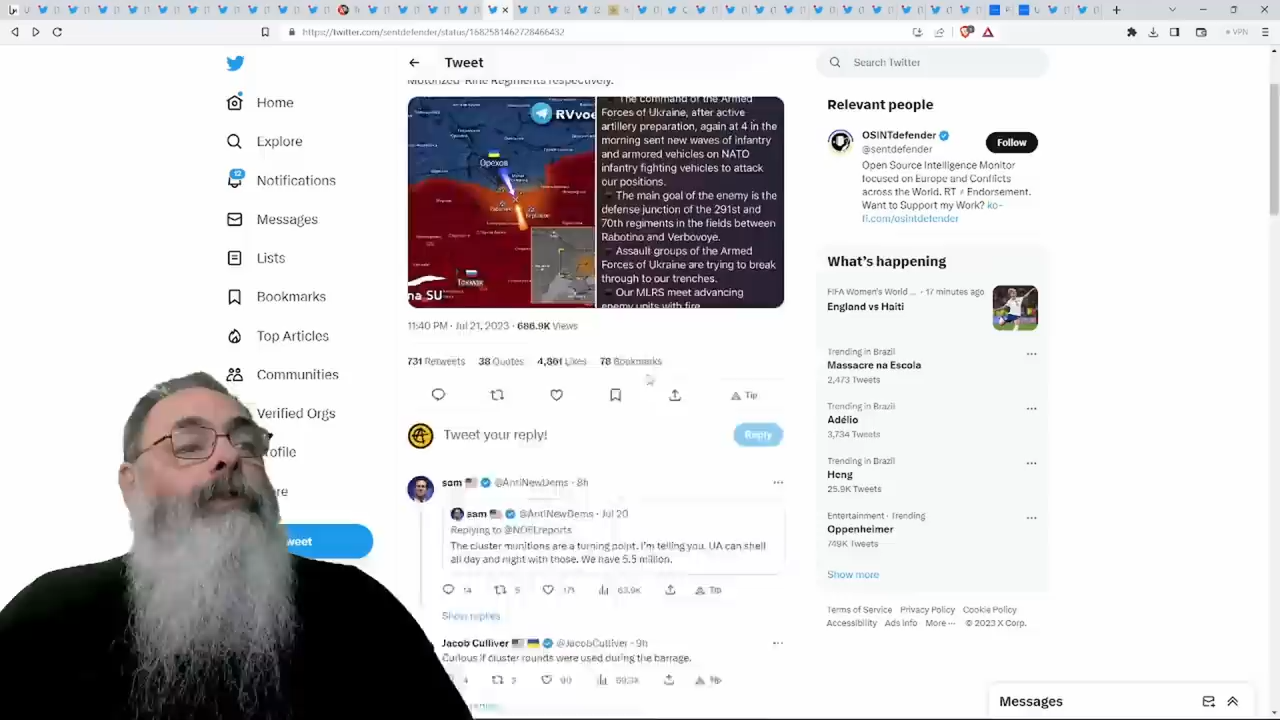 https://twitter.com/sentdefender/status/1682581462728466432
VPN
Home
Explore
12
Notifications
Messages
Lists
Bookmarks
Top Articles
Communities
Verified Orgs
Tweet
Motorized Rifle Regiments respectively.
RVvoe
Орехов
Токмак
na SU
The command of the Armed
Forces of Ukraine, after active
artillery preparation, again at 4 in the
morning sent new waves of infantry
and armored vehicles on NATO
infantry fighting vehicles to attack
our positions.
The main goal of the enemy is the
defense junction of the 291st and
70th regiments in the fields between
Rabotino and Verbovoye.
Assault groups of the Armed
Forces of Ukraine are trying to break
through to our trenches.
Our MLRS meet advancing
enemy units with fire
11:40 PM · Jul 21, 2023 · 686.9K Views
731 Retweets 38 Quotes 4,861 Likes 78 Bookmarks
Tip
Tweet your reply!
Reply
sam @AntiNewDems · 8h
sam @AntiNewDems · Jul 20
Replying to @NOELreports
The cluster munitions are a turning point. I'm telling you. UA can shell
all day and night with those. We have 5.5 million.
14 5 171 63.9K Tip
Show replies
Jacob Culliver @JacobCulliver · 9h
Curious if cluster rounds were used during the barrage.
4 Tip
Search Twitter
Relevant people
OSINTdefender
@sentdefender
Follow
Open Source Intelligence Monitor
focused on Europe and Conflicts
across the World. RT ≠ Endorsement.
Want to Support my Work? ko-
fi.com/osintdefender
What's happening
FIFA Women's World ... · 17 minutes ago
England vs Haiti
Trending in Brazil
Massacre na Escola
2,473 Tweets
Trending in Brazil
Adélio
3,734 Tweets
Trending in Brazil
Heng
25.9K Tweets
Entertainment · Trending
Oppenheimer
749K Tweets
Show more
Terms of Service Privacy Policy Cookie Policy
Accessibility Ads info More ··· © 2023 X Corp.
Messages